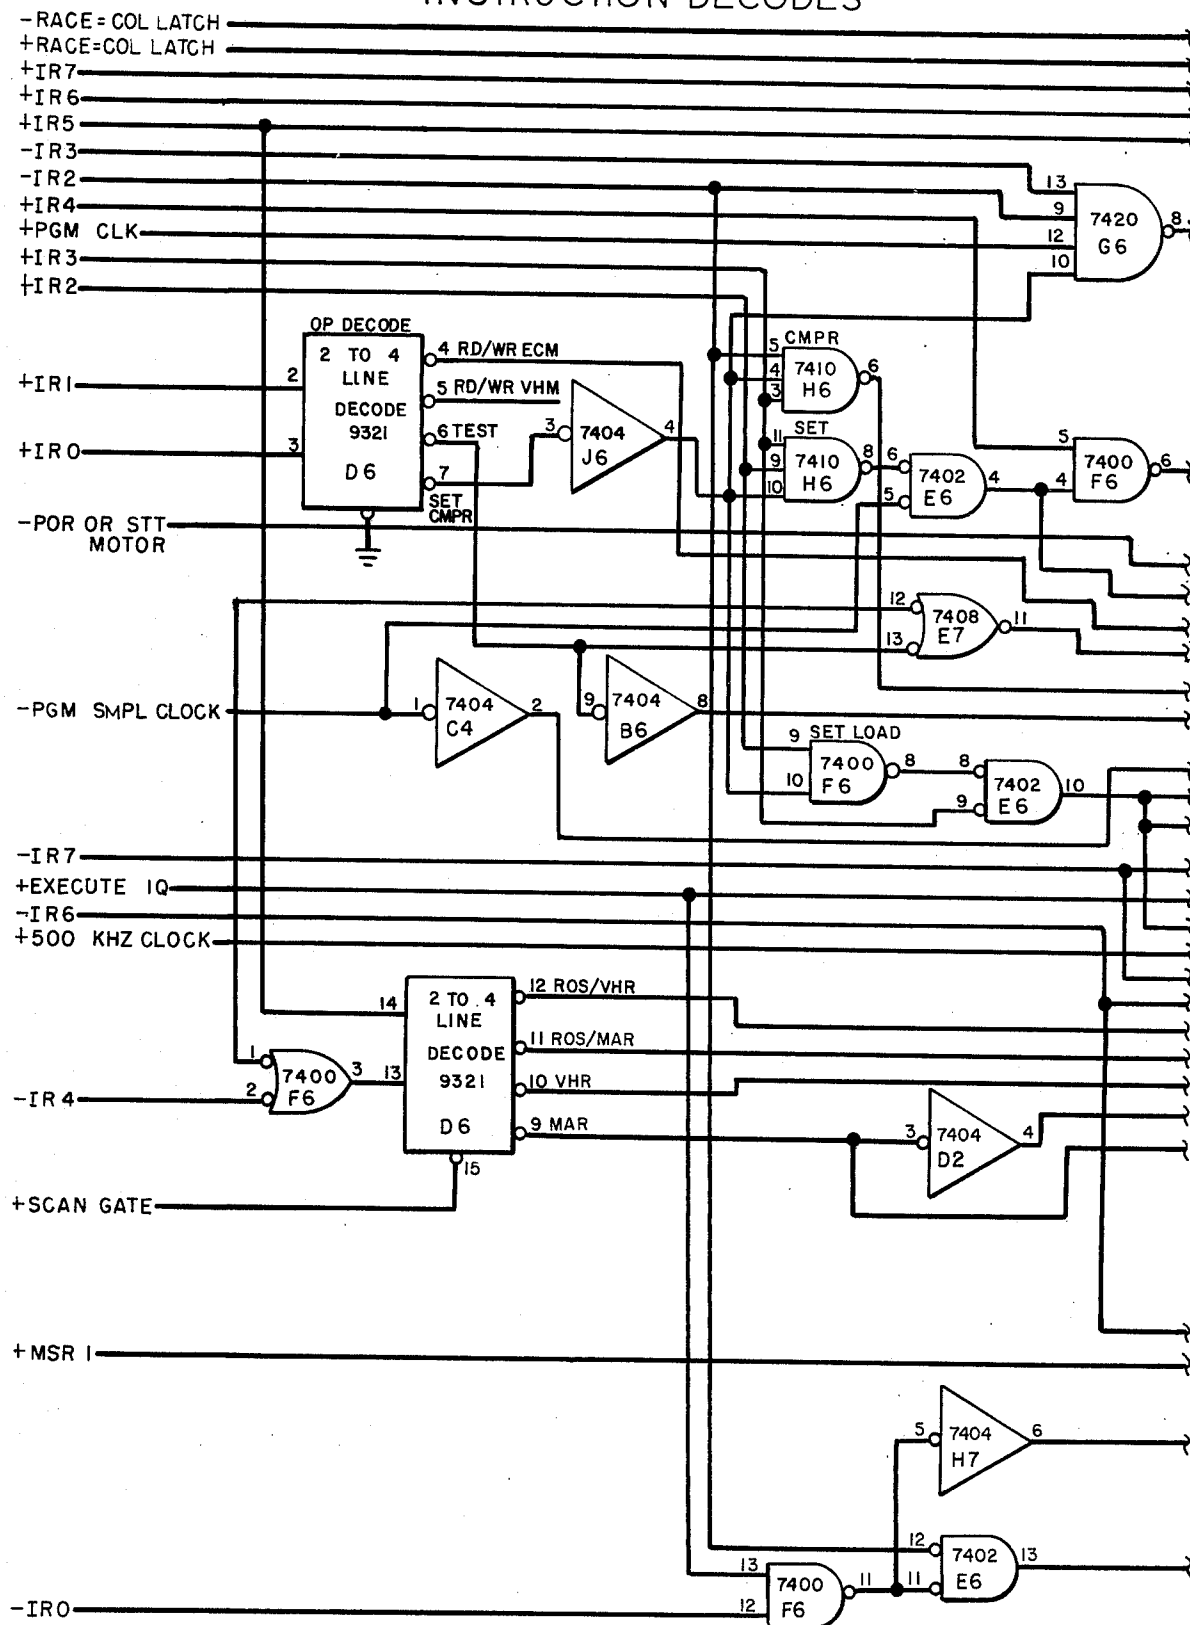 INSTRUCTION DECODES
-RACE=COL LATCH
+RACE=COL LATCH
+IR7
+IR6
+IR5
-IR3
-IR2
+IR4
+PGM CLK
+IR3
+IR2
13
9
12
10
7420
G6
8
OP DECODE
2 TO 4
LINE
DECODE
9321
D6
2
3
4 RD/WR ECM
5 RD/WR VHM
6 TEST
7
SET
CMPR
+IR1
+IR0
3
7404
J6
4
CMPR
5
4
3
7410
H6
6
SET
11
9
10
7410
H6
8
6
5
7402
E6
4
5
4
7400
F6
6
-POR OR STT
MOTOR
12
13
7408
E7
11
-PGM SMPL CLOCK
1
7404
C4
2
9
7404
B6
8
SET LOAD
9
10
7400
F6
8
8
9
7402
E6
10
-IR7
+EXECUTE IQ
-IR6
+500 KHZ CLOCK
14
13
2 TO 4
LINE
DECODE
9321
D6
12 ROS/VHR
11 ROS/MAR
10 VHR
9 MAR
15
1
2
7400
F6
3
-IR4
3
7404
D2
4
+SCAN GATE
+MSR I
5
7404
H7
6
12
11
7402
E6
13
13
12
7400
F6
11
-IR0